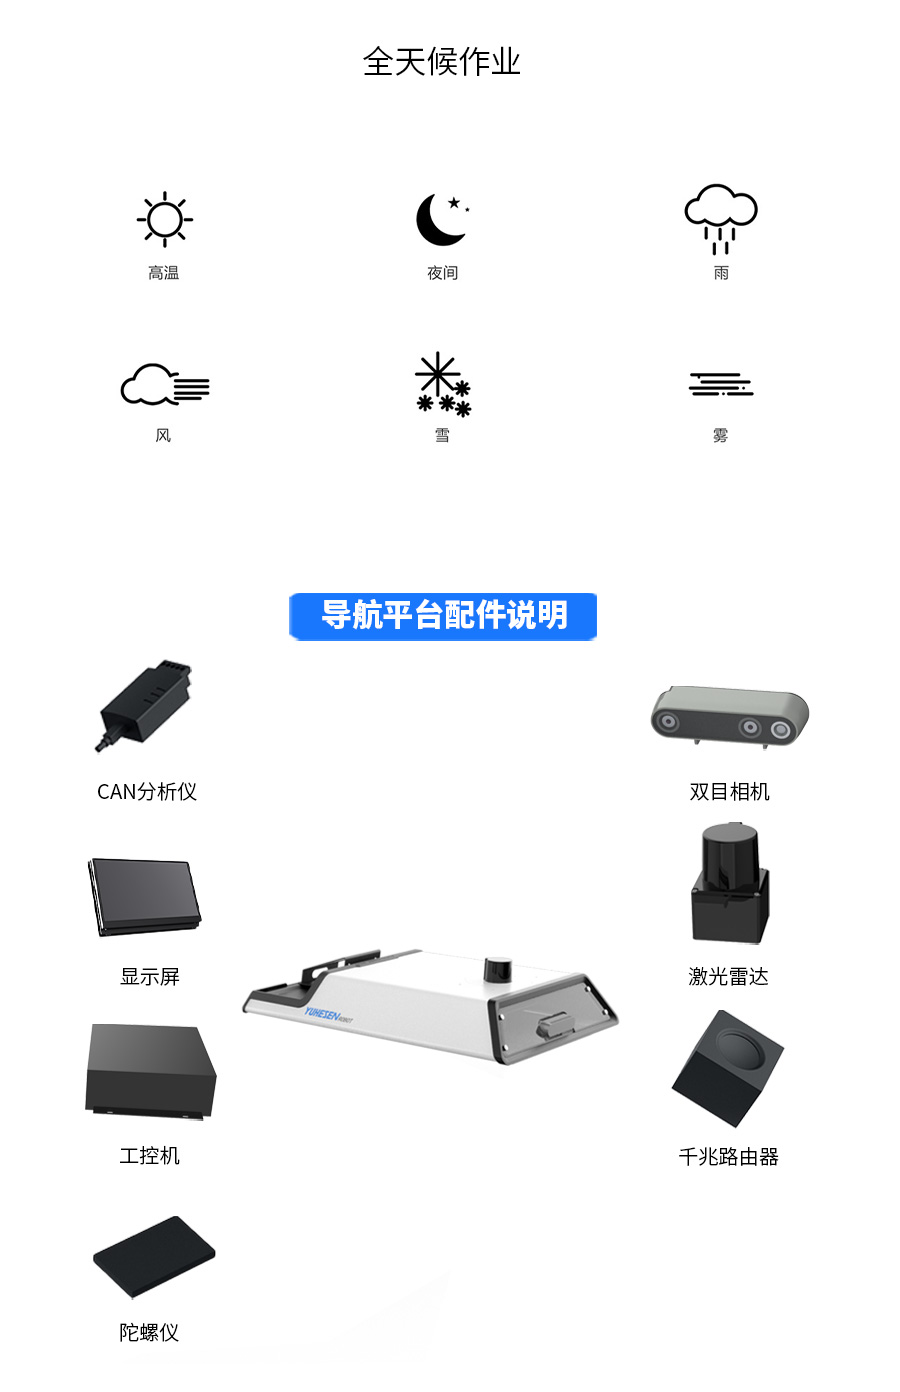 全天候作业
高温
夜间
雨
风
雪
雾
导航平台配件说明
CAN分析仪
双目相机
显示屏
激光雷达
YUHESEN ROBOT
工控机
千兆路由器
陀螺仪